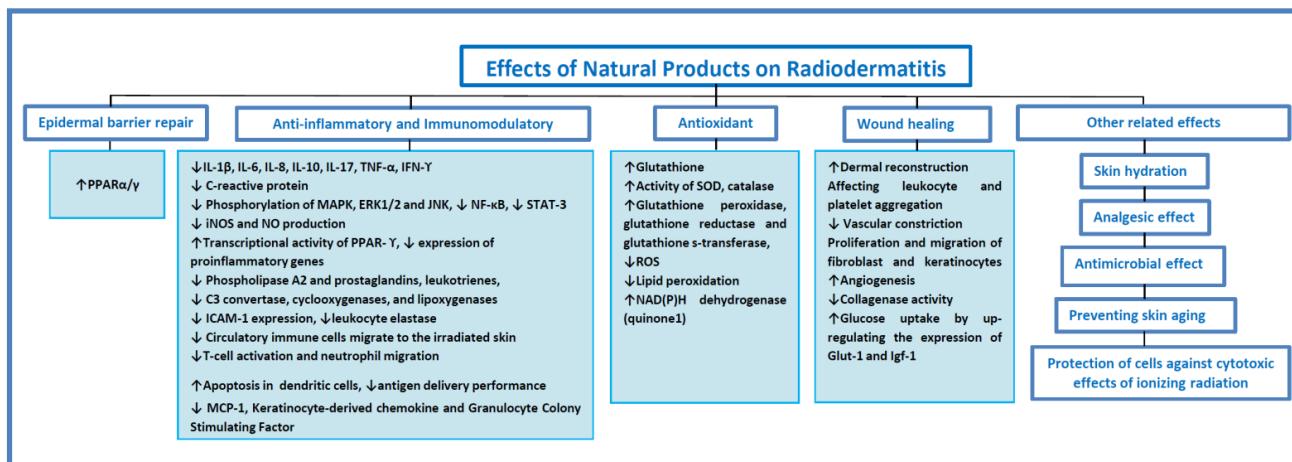 Effects of Natural Products on Radiodermatitis
Epidermal barrier repair
↑PPARα/γ
Anti-inflammatory and Immunomodulatory
↓IL-1β, IL-6, IL-8, IL-10, IL-17, TNF-α, IFN-ϒ
↓ C-reactive protein
↓ Phosphorylation of MAPK, ERK1/2 and JNK, ↓ NF-κB, ↓ STAT-3
↓ iNOS and NO production
↑Transcriptional activity of PPAR- ϒ, ↓ expression of
proinflammatory genes
↓ Phospholipase A2 and prostaglandins, leukotrienes,
↓ C3 convertase, cyclooxygenases, and lipoxygenases
↓ ICAM-1 expression, ↓leukocyte elastase
↓ Circulatory immune cells migrate to the irradiated skin
↓T-cell activation and neutrophil migration
↑Apoptosis in dendritic cells, ↓antigen delivery performance
↓ MCP-1, Keratinocyte-derived chemokine and Granulocyte Colony
Stimulating Factor
Antioxidant
↑Glutathione
↑Activity of SOD, catalase
↑Glutathione peroxidase,
glutathione reductase and
glutathione s-transferase,
↓ROS
↓Lipid peroxidation
↑NAD(P)H dehydrogenase
(quinone1)
Wound healing
↑Dermal reconstruction
Affecting leukocyte and
platelet aggregation
↓ Vascular constriction
Proliferation and migration of
fibroblast and keratinocytes
↑Angiogenesis
↓Collagenase activity
↑Glucose uptake by up-
regulating the expression of
Glut-1 and Igf-1
Other related effects
Skin hydration
Analgesic effect
Antimicrobial effect
Preventing skin aging
Protection of cells against cytotoxic
effects of ionizing radiation